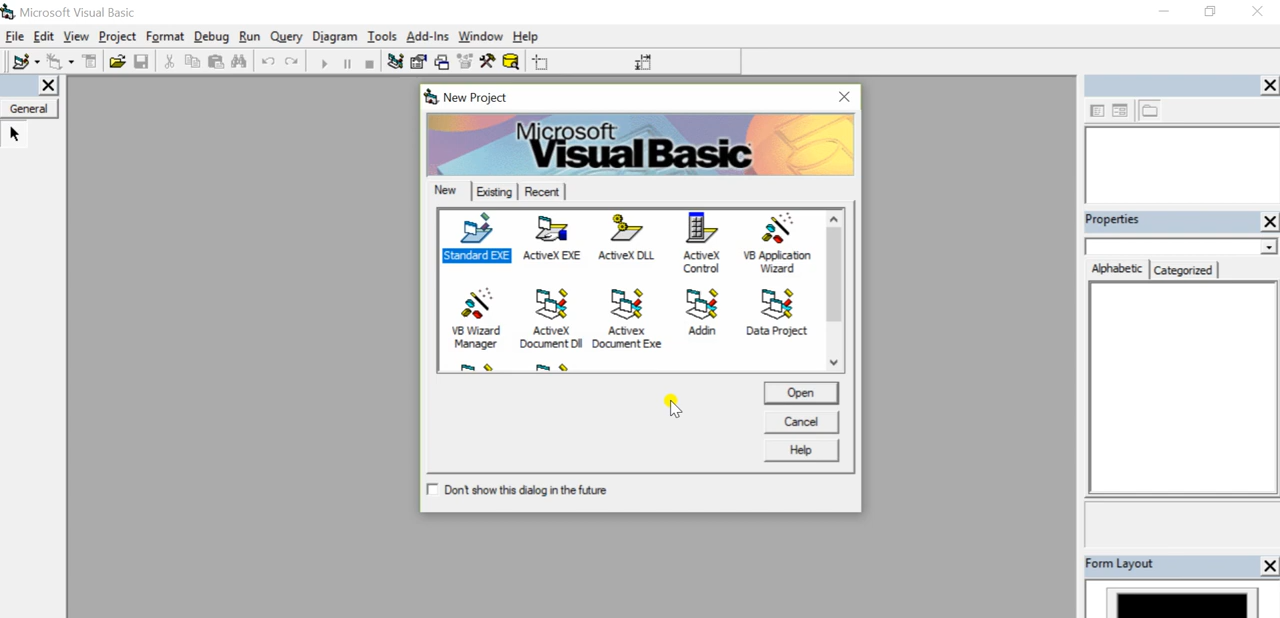 Microsoft Visual Basic
File Edit View Project Format Debug Run Query Diagram Tools Add-Ins Window Help
General
New Project
Microsoft
Visual Basic
New Existing Recent
Standard EXE ActiveX EXE ActiveX DLL ActiveX Control VB Application Wizard
VB Wizard Manager ActiveX Document Dll Activex Document Exe Addin Data Project
Open
Cancel
Help
Don't show this dialog in the future
Properties
Alphabetic Categorized
Form Layout